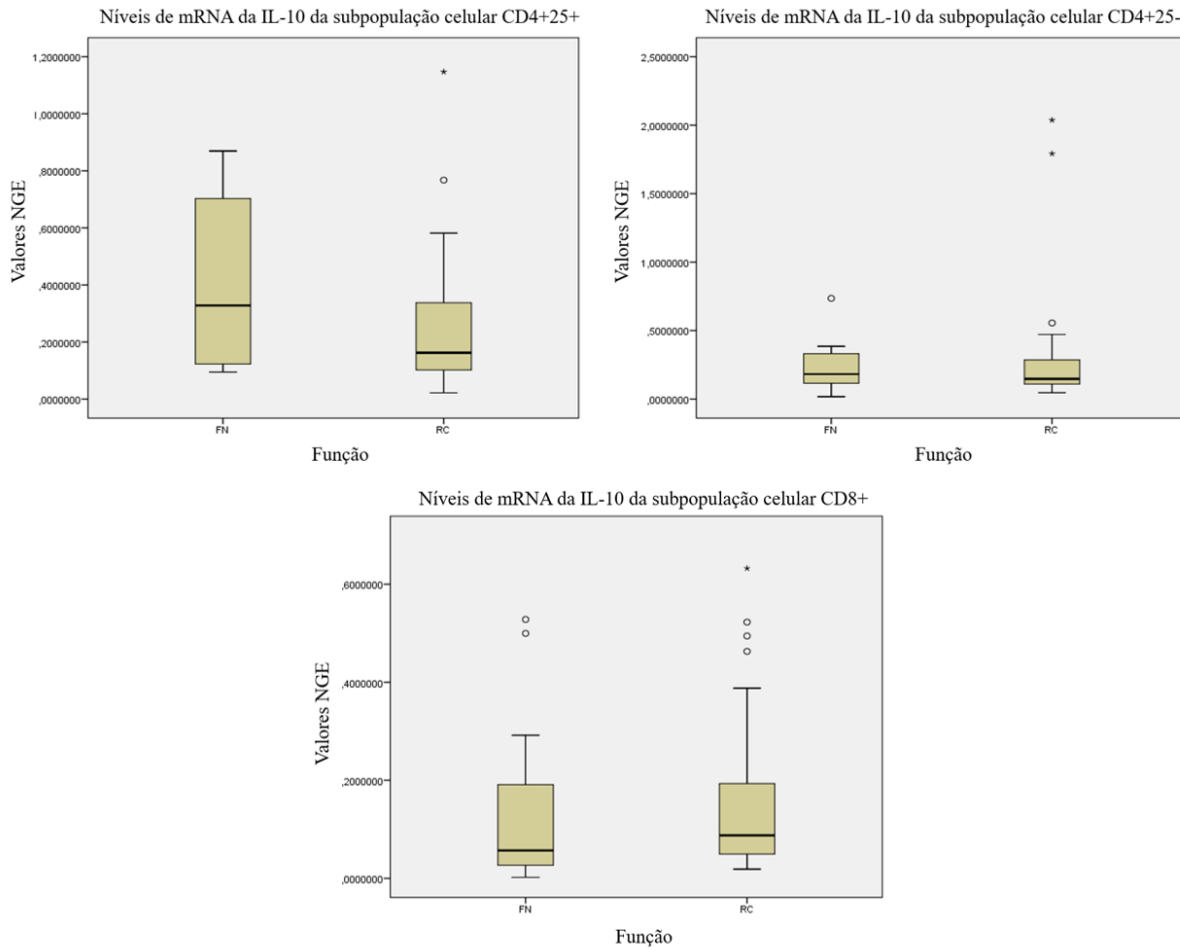 Níveis de mRNA da IL-10 da subpopulação celular CD4+25+
Valores NGE
1,2000000
1,0000000
,8000000
,6000000
,4000000
,2000000
,0000000
FN
RC
Função
Níveis de mRNA da IL-10 da subpopulação celular CD4+25-
Valores NGE
2,5000000
2,0000000
1,5000000
1,0000000
,5000000
,0000000
FN
RC
Função
Níveis de mRNA da IL-10 da subpopulação celular CD8+
Valores NGE
,6000000
,4000000
,2000000
,0000000
FN
RC
Função